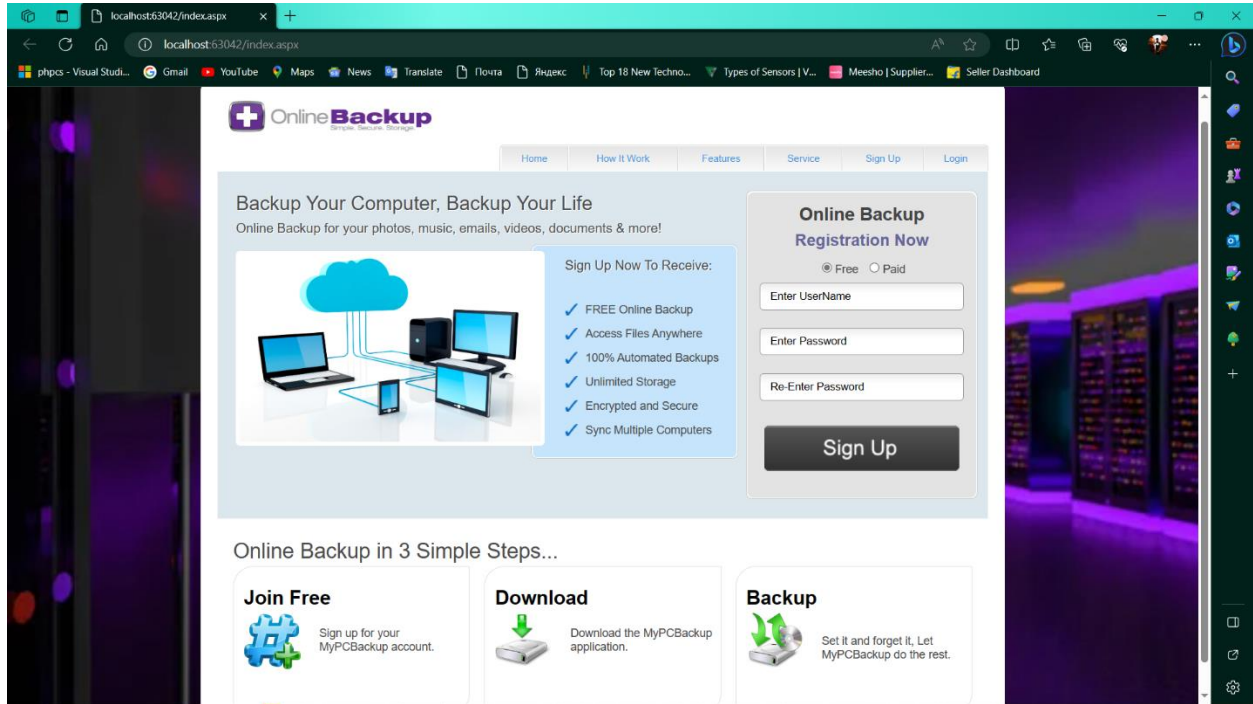 localhost:63042/index.aspx
localhost:63042/index.aspx
phpcs - Visual Studi... Gmail YouTube Maps News Translate Почта Яндекс Top 18 New Techno... Types of Sensors | V... Meesho | Supplier... Seller Dashboard
Online Backup
Simple. Secure. Storage.
Home How It Work Features Service Sign Up Login
Backup Your Computer, Backup Your Life
Online Backup for your photos, music, emails, videos, documents & more!
Sign Up Now To Receive:
FREE Online Backup
Access Files Anywhere
100% Automated Backups
Unlimited Storage
Encrypted and Secure
Sync Multiple Computers
Online Backup
Registration Now
Free Paid
Enter UserName
Enter Password
Re-Enter Password
Sign Up
Online Backup in 3 Simple Steps...
Join Free
Sign up for your
MyPCBackup account.
Download
Download the MyPCBackup
application.
Backup
Set it and forget it, Let
MyPCBackup do the rest.